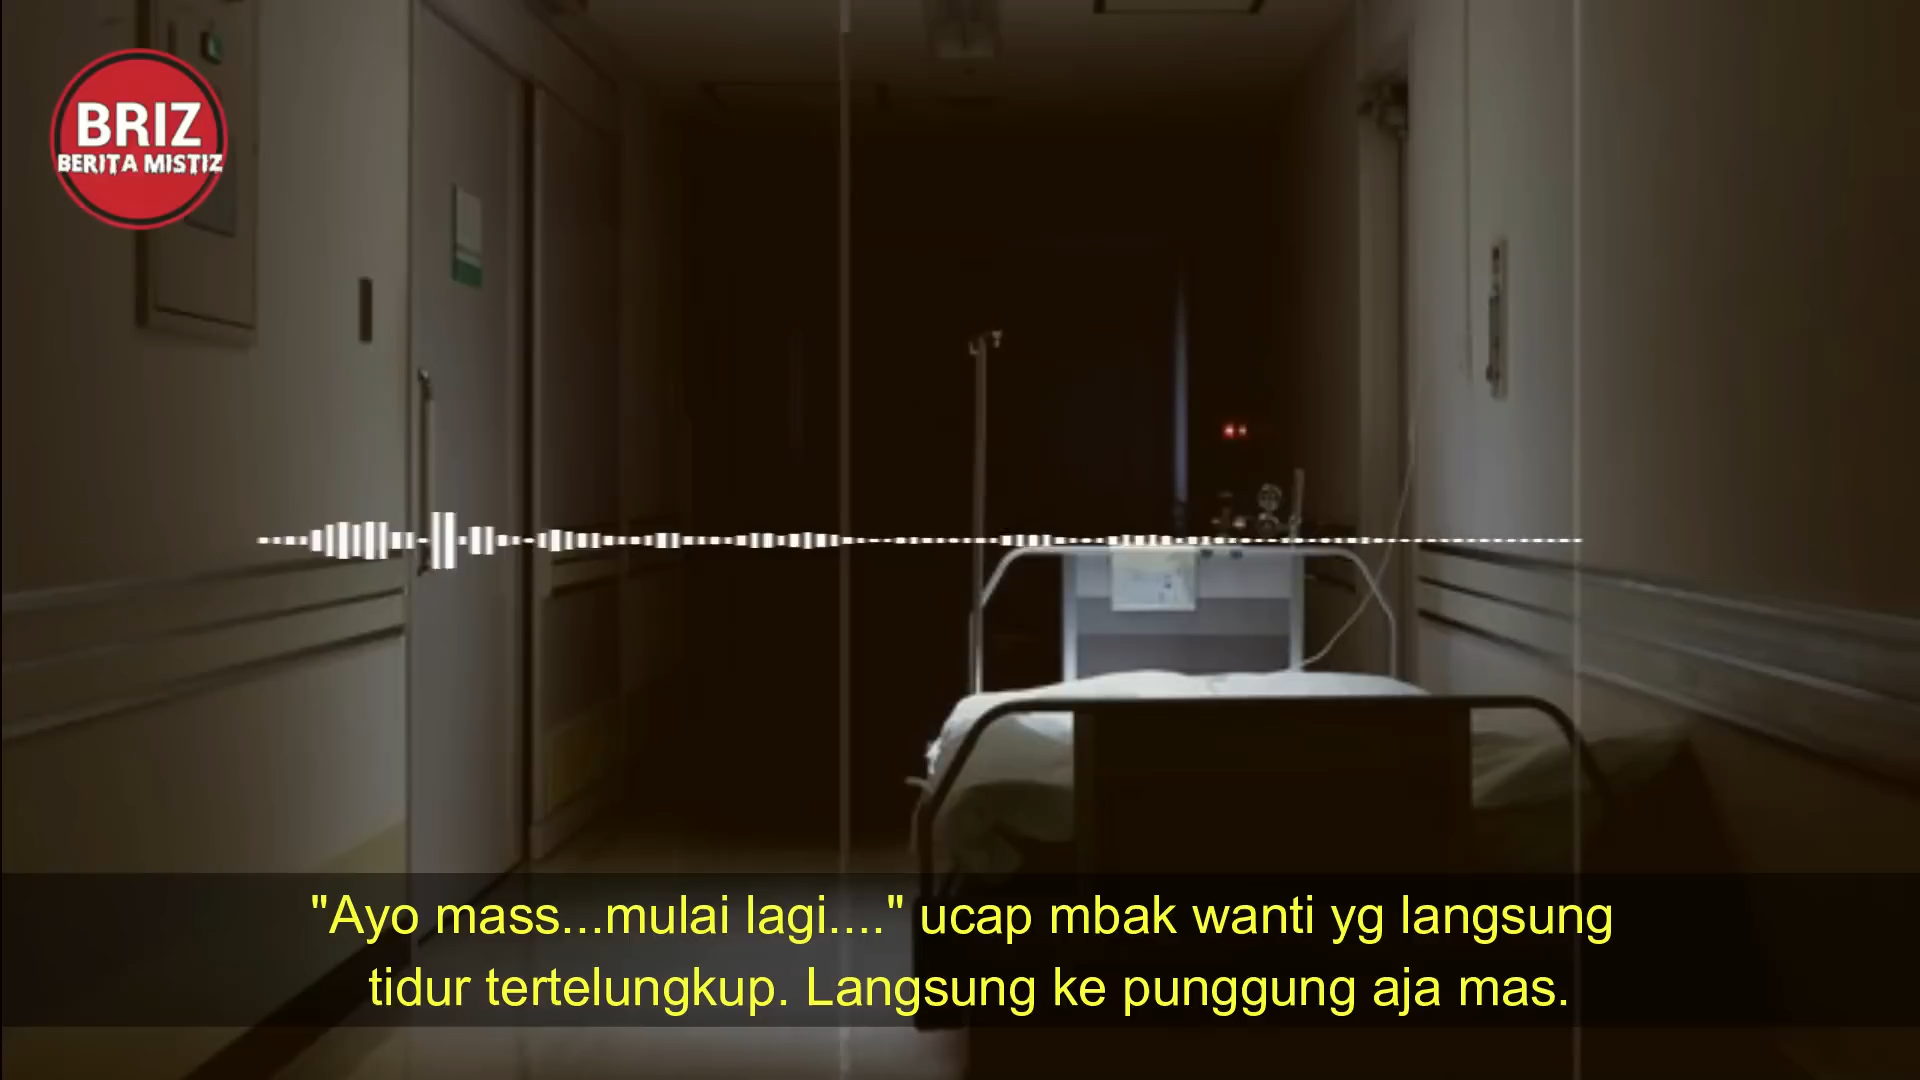 BRIZ
BERITA MISTIZ
"Ayo mass...mulai lagi...." ucap mbak wanti yg langsung
tidur tertelungkup. Langsung ke punggung aja mas.